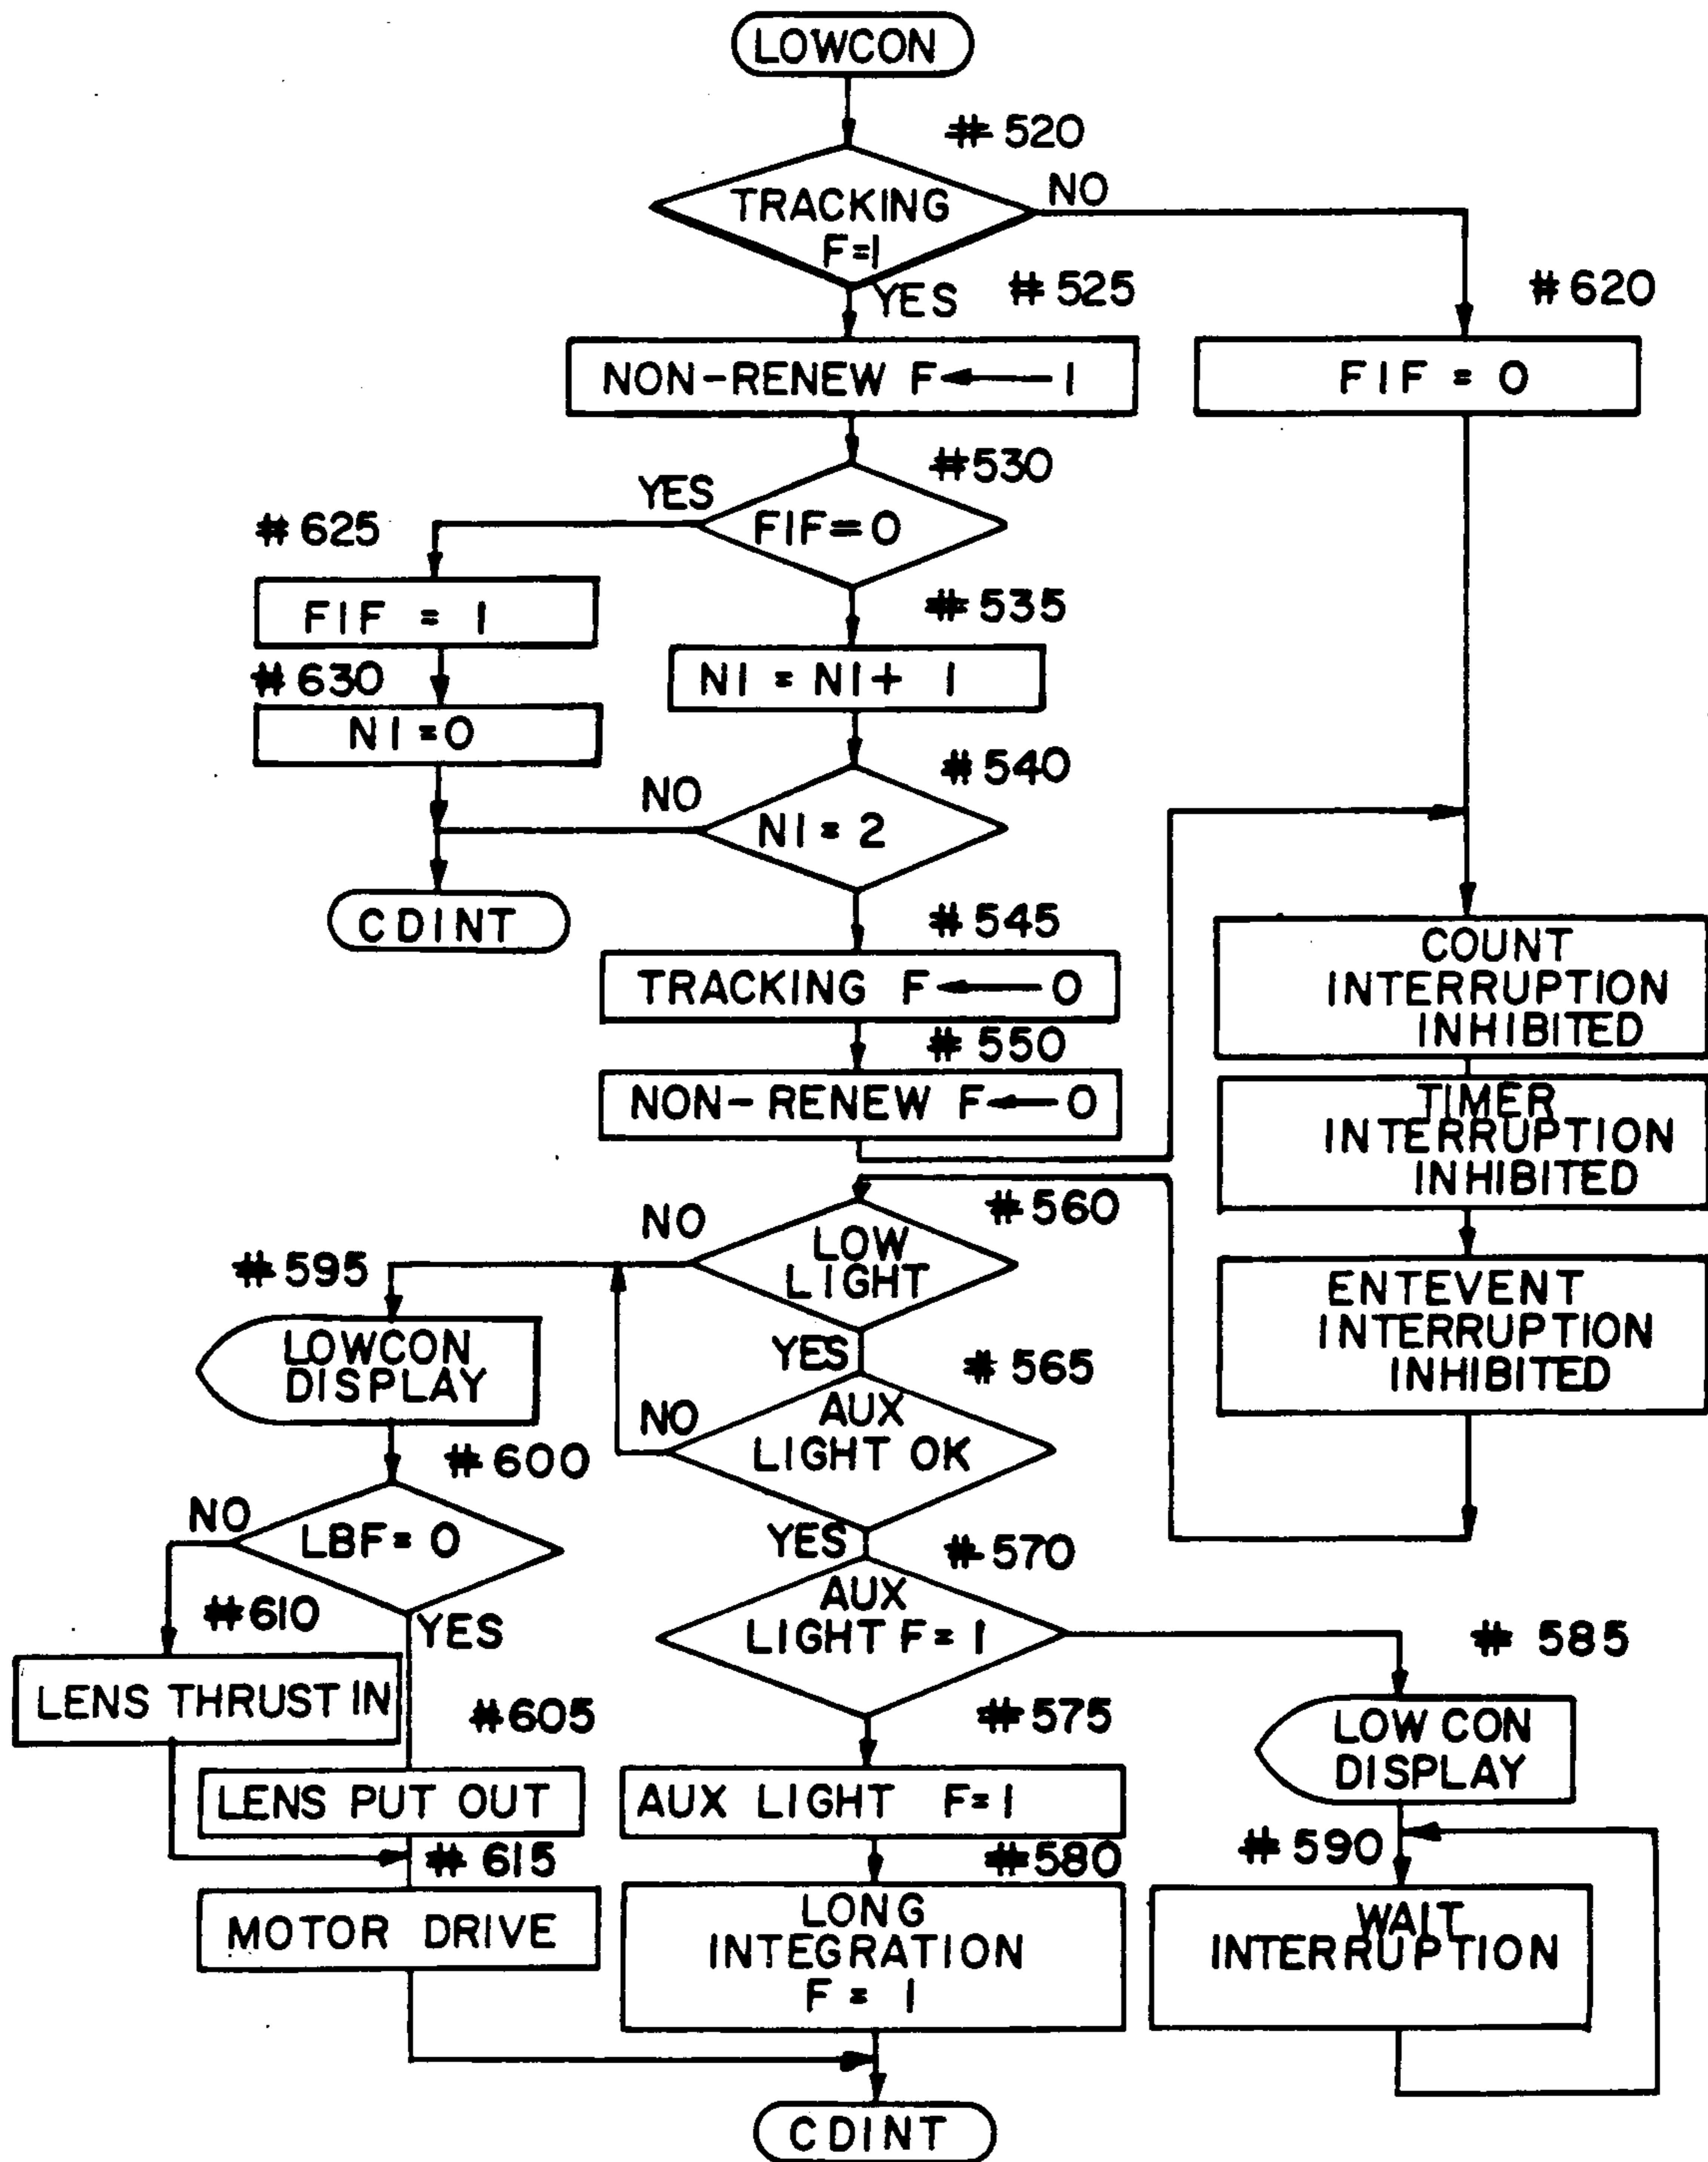 LOWCON
# 520
TRACKING
F=1
NO
YES
# 525
# 620
NON-RENEW F←1
FIF = 0
#530
YES
FIF=0
# 625
# 535
FIF = 1
NI = NI+ 1
# 630
NI=0
# 540
NO
NI = 2
CDINT
# 545
TRACKING F←0
# 550
NON-RENEW F←0
COUNT
INTERRUPTION
INHIBITED
TIMER
INTERRUPTION
INHIBITED
ENTEVENT
INTERRUPTION
INHIBITED
# 560
NO
LOW
LIGHT
# 595
YES
# 565
LOWCON
DISPLAY
NO
AUX
LIGHT OK
# 600
NO
LBF= 0
YES
# 570
AUX
LIGHT F= 1
# 610
YES
# 585
LENS THRUST IN
# 605
# 575
LOW CON
DISPLAY
LENS PUT OUT
AUX LIGHT F=1
# 590
# 615
#580
MOTOR DRIVE
LONG
INTEGRATION
F = 1
WAIT
INTERRUPTION
CDINT